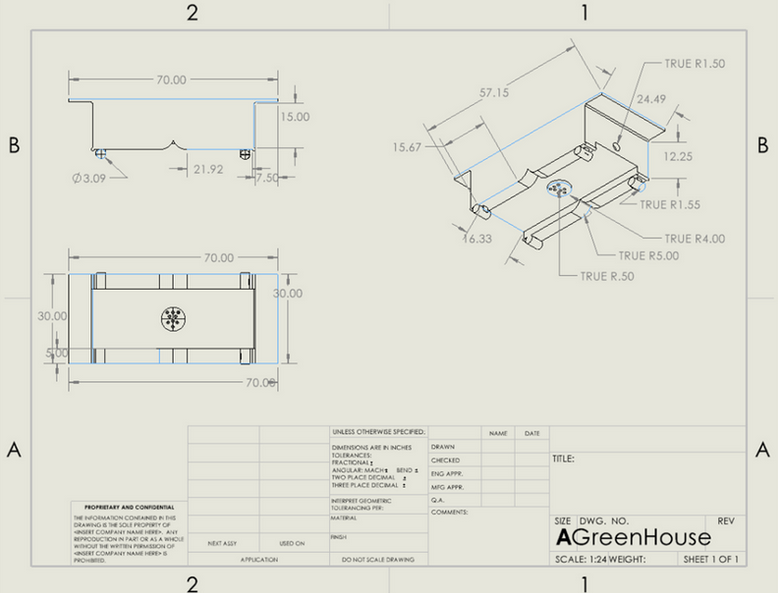 2
1
70.00
15.00
Ø3.09
21.92
7.50
57.15
TRUE R1.50
24.49
15.67
12.25
TRUE R1.55
16.33
TRUE R4.00
TRUE R5.00
TRUE R.50
B
B
70.00
30.00
30.00
5.00
70.00
A
A
UNLESS OTHERWISE SPECIFIED:
DIMENSIONS ARE IN INCHES
TOLERANCES:
FRACTIONAL ±
ANGULAR: MACH ± BEND ±
TWO PLACE DECIMAL ±
THREE PLACE DECIMAL ±
INTERPRET GEOMETRIC
TOLERANCING PER:
MATERIAL
FINISH
DO NOT SCALE DRAWING
NAME DATE
DRAWN
CHECKED
ENG APPR.
MFG APPR.
Q.A.
COMMENTS:
TITLE:
SIZE DWG. NO. REV
A GreenHouse
SCALE: 1:24 WEIGHT: SHEET 1 OF 1
PROPRIETARY AND CONFIDENTIAL
THE INFORMATION CONTAINED IN THIS
DRAWING IS THE SOLE PROPERTY OF
<INSERT COMPANY NAME HERE>. ANY
REPRODUCTION IN PART OR AS A WHOLE
WITHOUT THE WRITTEN PERMISSION OF
<INSERT COMPANY NAME HERE> IS
PROHIBITED.
NEXT ASSY USED ON
APPLICATION
2
1